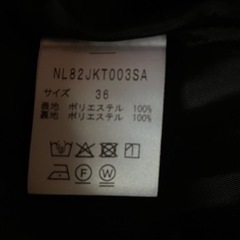 NL82JKT003SA
サイズ 36
表地 ポリエステル 100%
裏地 ポリエステル 100%
F W